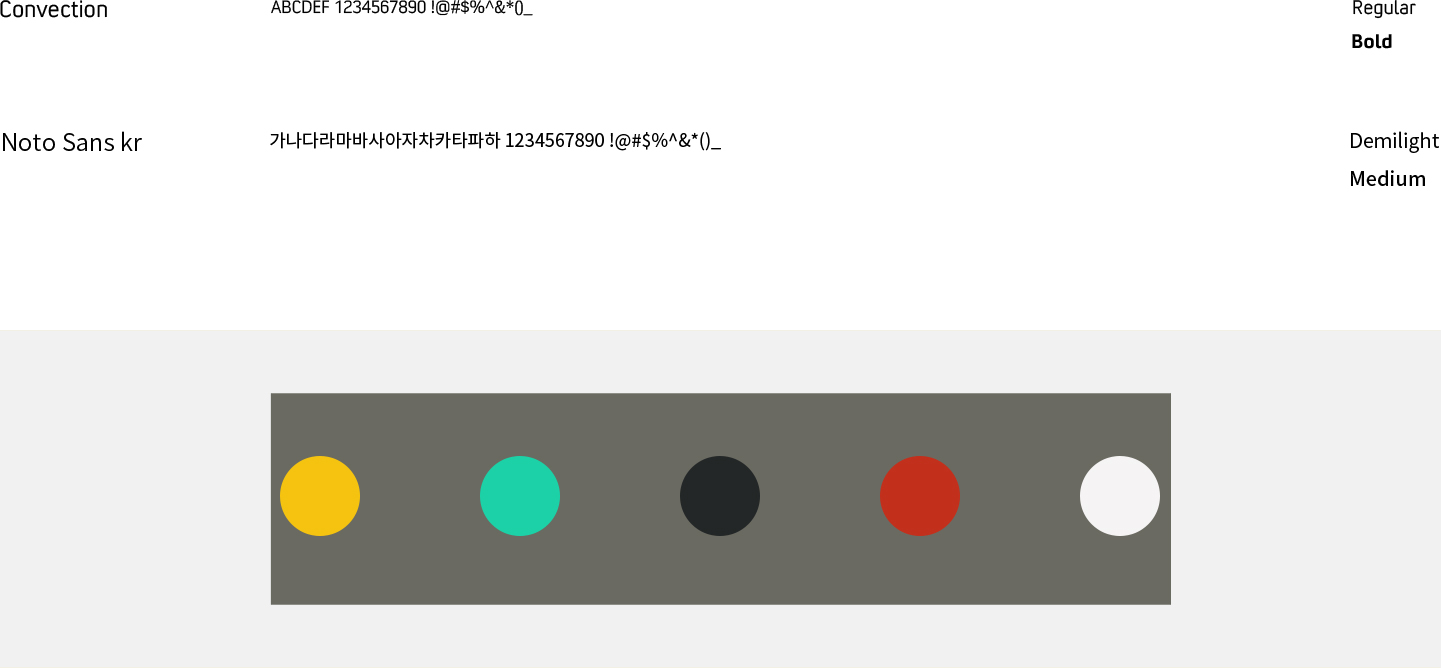 Convection
ABCDEF 1234567890 !@#$%^&*()_
Regular
Bold
Noto Sans kr
가나다라마바사아자차카타파하 1234567890 !@#$%^&*()_
Demilight
Medium